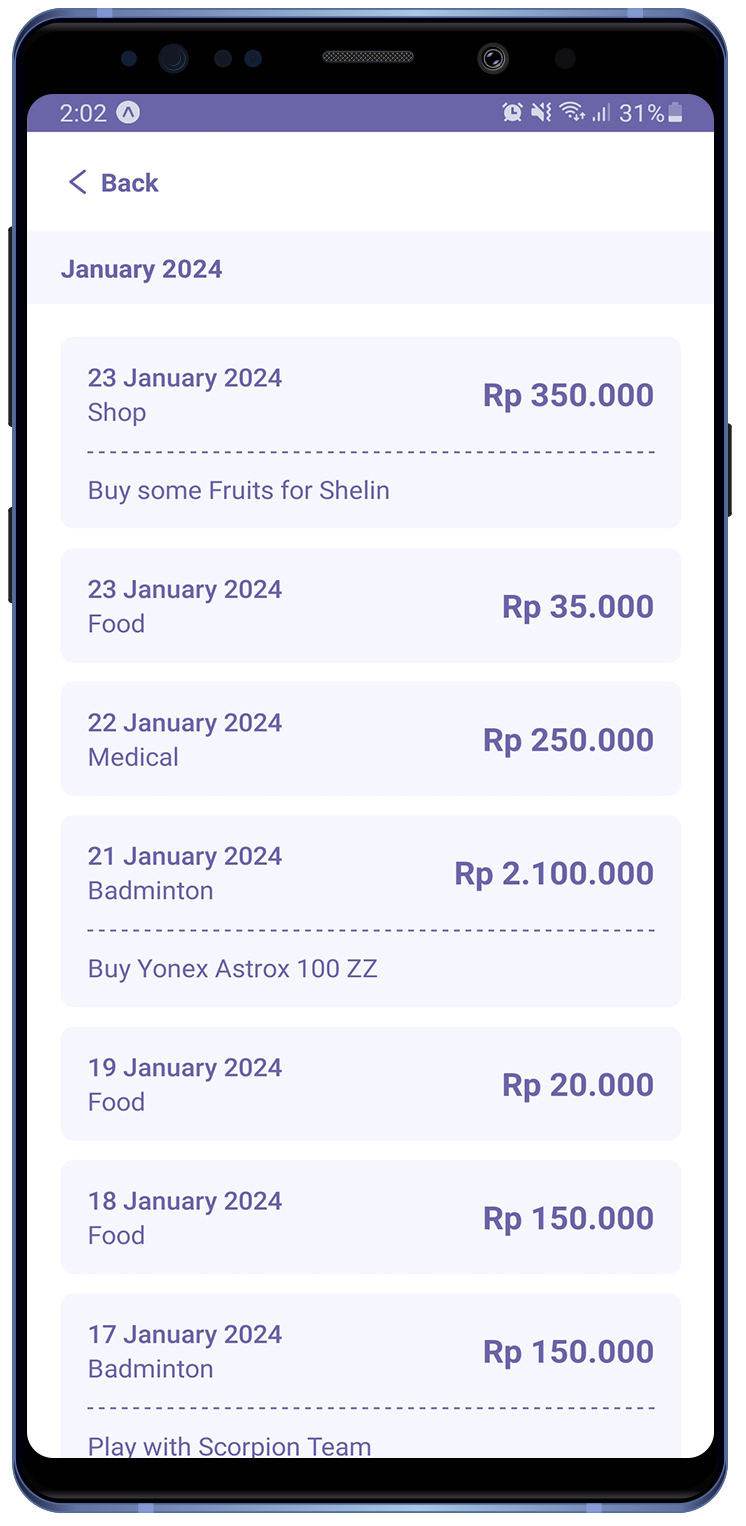 2:02
31%
Back
January 2024
23 January 2024
Shop
Rp 350.000
Buy some Fruits for Shelin
23 January 2024
Food
Rp 35.000
22 January 2024
Medical
Rp 250.000
21 January 2024
Badminton
Rp 2.100.000
Buy Yonex Astrox 100 ZZ
19 January 2024
Food
Rp 20.000
18 January 2024
Food
Rp 150.000
17 January 2024
Badminton
Rp 150.000
Play with Scorpion Team